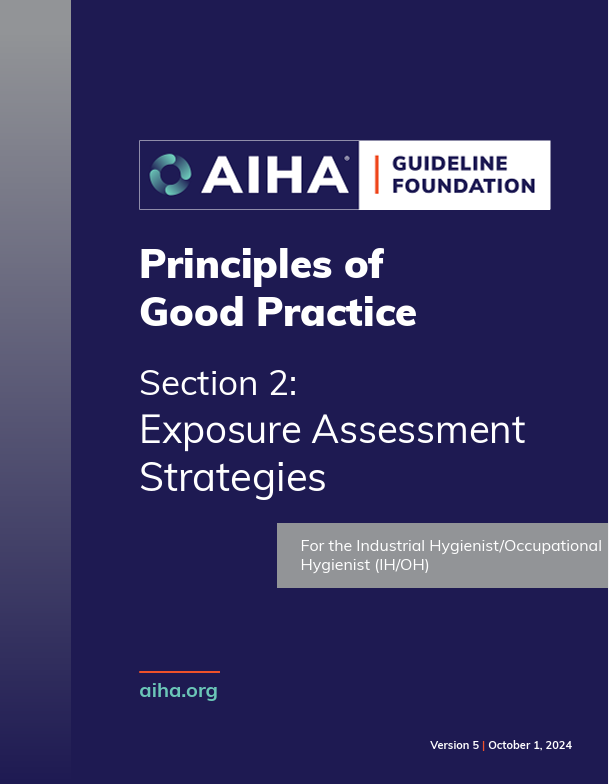 AIHA®
GUIDELINE
FOUNDATION
Principles of
Good Practice
Section 2:
Exposure Assessment
Strategies
For the Industrial Hygienist/Occupational
Hygienist (IH/OH)
aiha.org
Version 5 | October 1, 2024